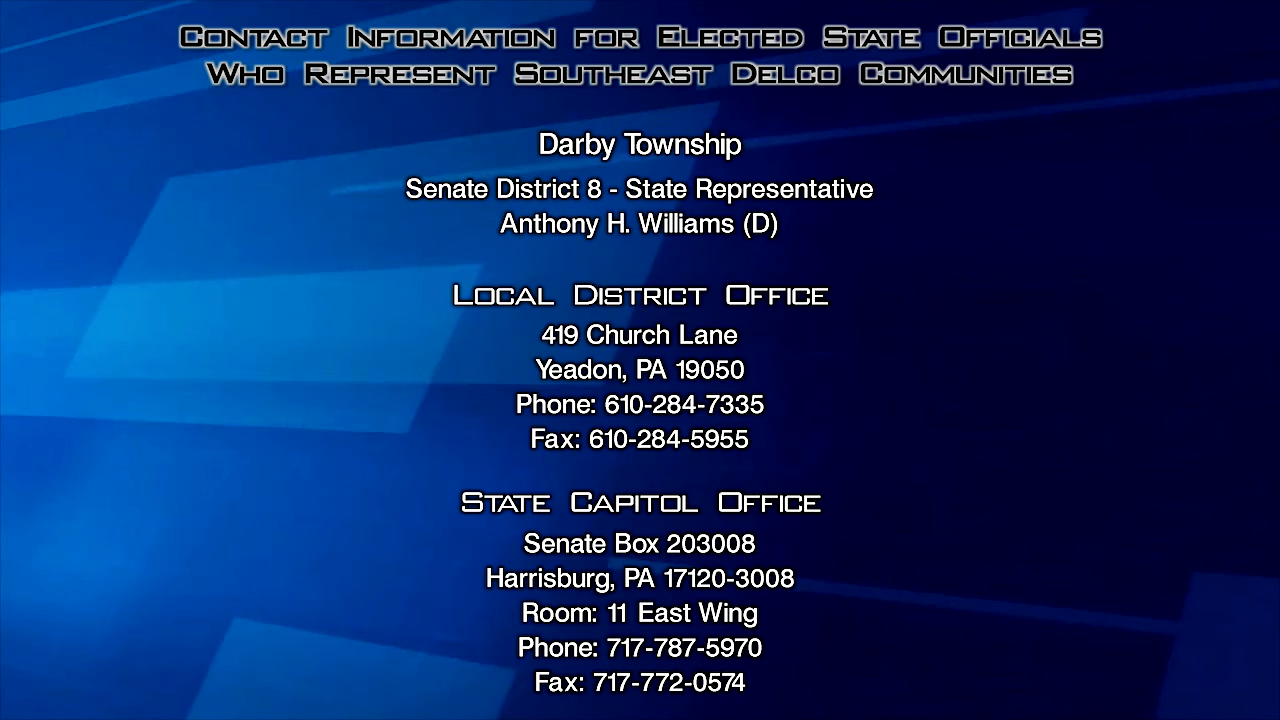 Contact Information for Elected State Officials
Who Represent Southeast Delco Communities
Darby Township
Senate District 8 - State Representative
Anthony H. Williams (D)
Local District Office
419 Church Lane
Yeadon, PA 19050
Phone: 610-284-7335
Fax: 610-284-5955
State Capitol Office
Senate Box 203008
Harrisburg, PA 17120-3008
Room: 11 East Wing
Phone: 717-787-5970
Fax: 717-772-0574